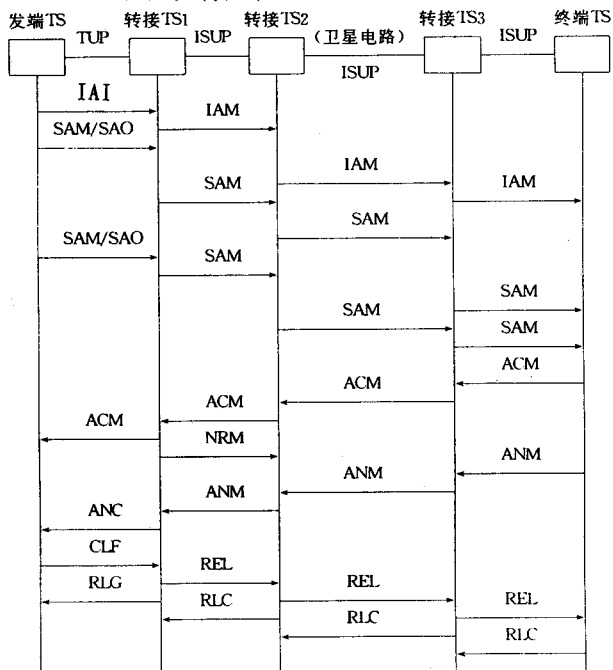 发端TS 转接TS1 转接TS2 转接TS3 终端TS
TUP ISUP (卫星电路) ISUP
ISUP
IAI
IAM
SAM/SAO
IAM
IAM
SAM
SAM
SAM/SAO
SAM
SAM
SAM
SAM
ACM
ACM
ACM
ACM
NRM
ANM
ANM
ANM
ANC
CLF
REL
REL
RLG
RLC
REL
RLC
RLC